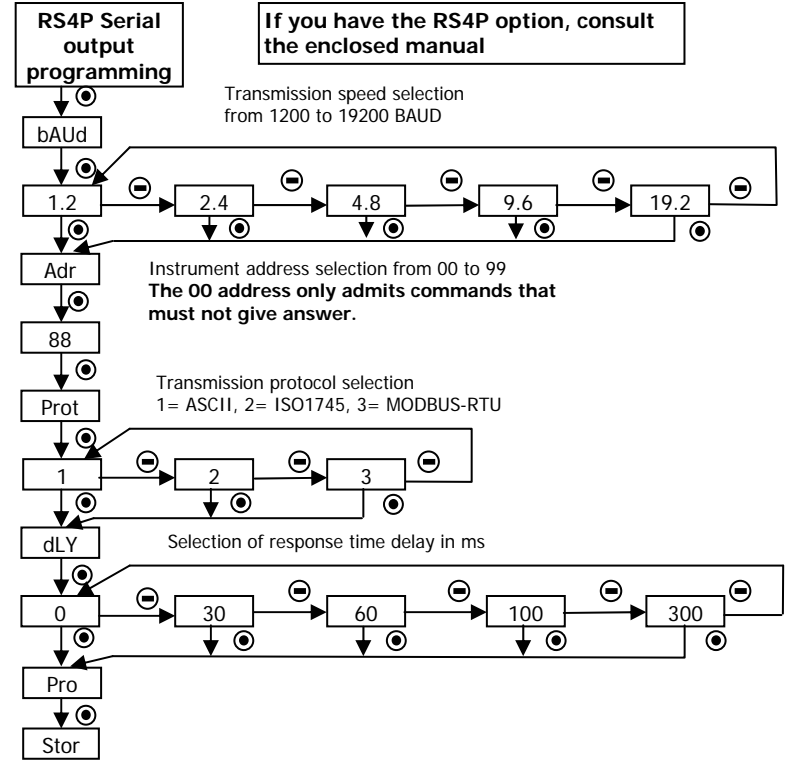 RS4P Serial
output
programming
If you have the RS4P option, consult
the enclosed manual
Transmission speed selection
from 1200 to 19200 BAUD
bAUd
1.2 2.4 4.8 9.6 19.2
Adr
Instrument address selection from 00 to 99
The 00 address only admits commands that
must not give answer.
88
Transmission protocol selection
1= ASCII, 2= ISO1745, 3= MODBUS-RTU
Prot
1 2 3
dLY
Selection of response time delay in ms
0 30 60 100 300
Pro
Stor